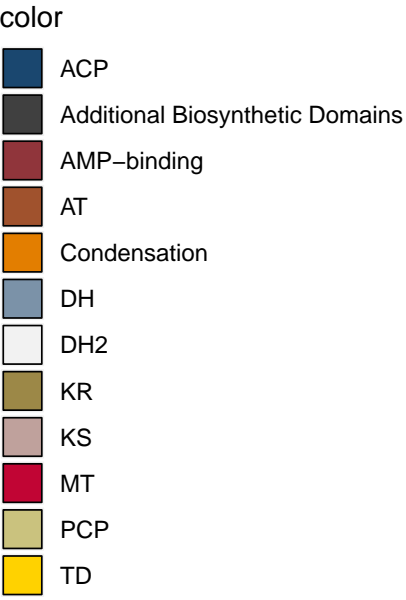 color
ACP
Additional Biosynthetic Domains
AMP−binding
AT
Condensation
DH
DH2
KR
KS
MT
PCP
TD